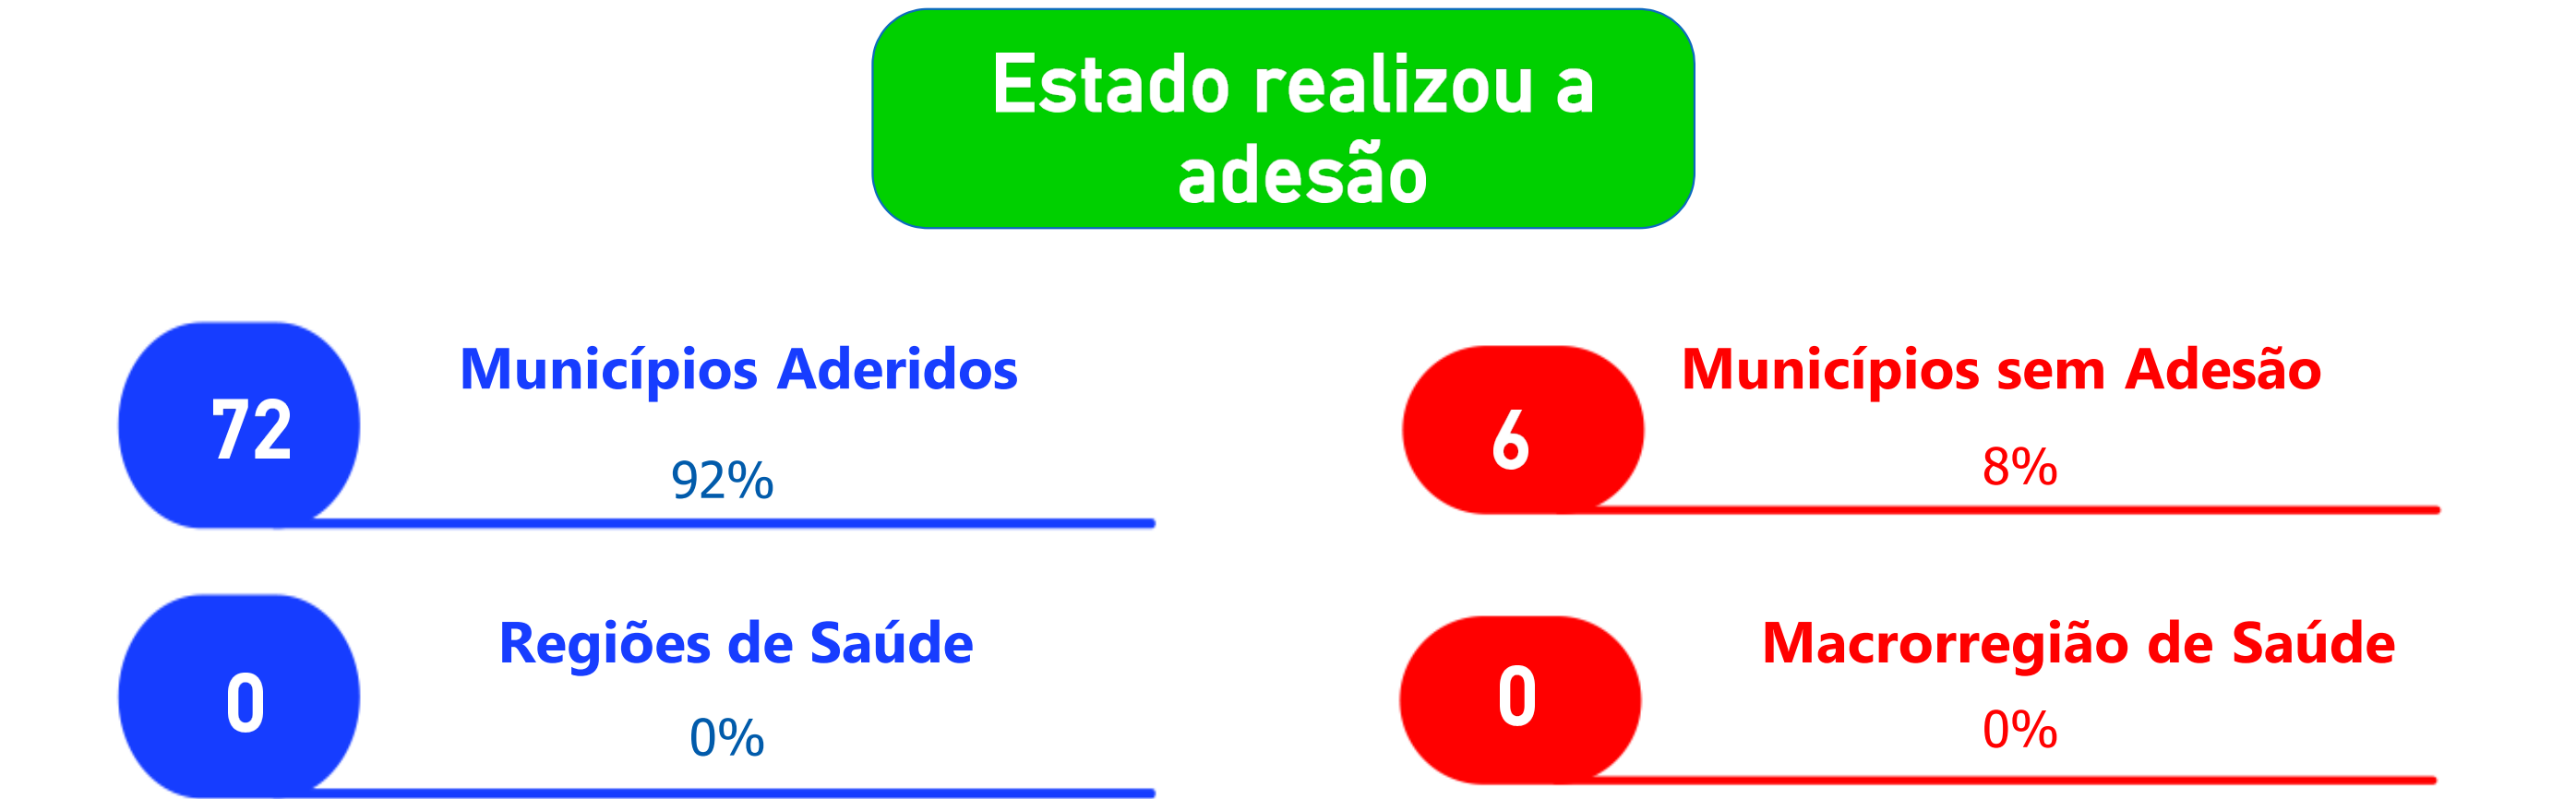 Estado realizou a
adesão
72
Municípios Aderidos
92%
6
Municípios sem Adesão
8%
0
Regiões de Saúde
0%
0
Macrorregião de Saúde
0%